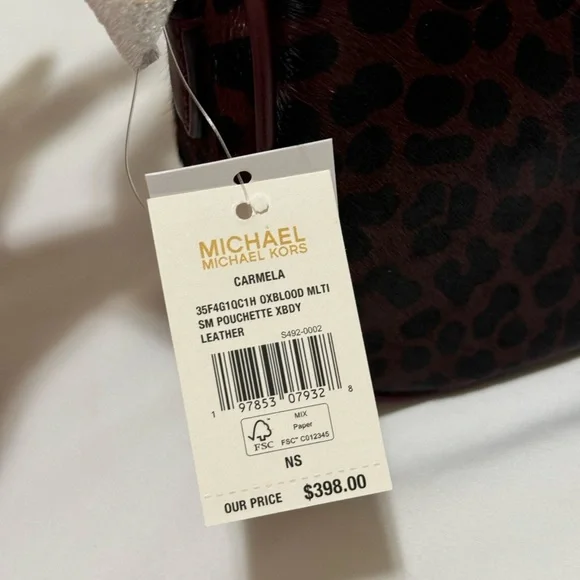 MICHAEL
MICHAEL KORS
CARMELA
35F4G1QC1H OXBLOOD MLTI
SM POUCHETTE XBDY
LEATHER
S492-0002
1 97853 07932 8
MIX
Paper
FSC FSC™ C012345
NS
OUR PRICE $398.00